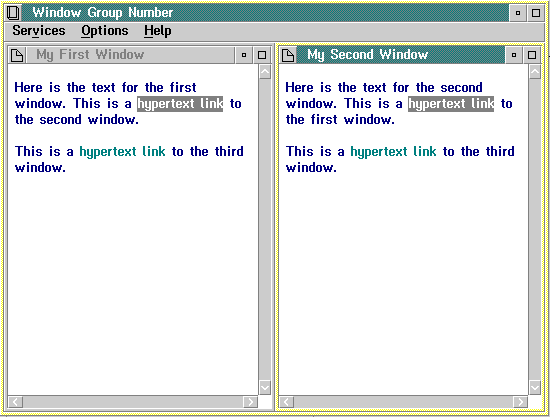 Window Group Number
Services Options Help
My First Window
Here is the text for the first
window. This is a hypertext link to
the second window.
This is a hypertext link to the third
window.
My Second Window
Here is the text for the second
window. This is a hypertext link to
the first window.
This is a hypertext link to the third
window.